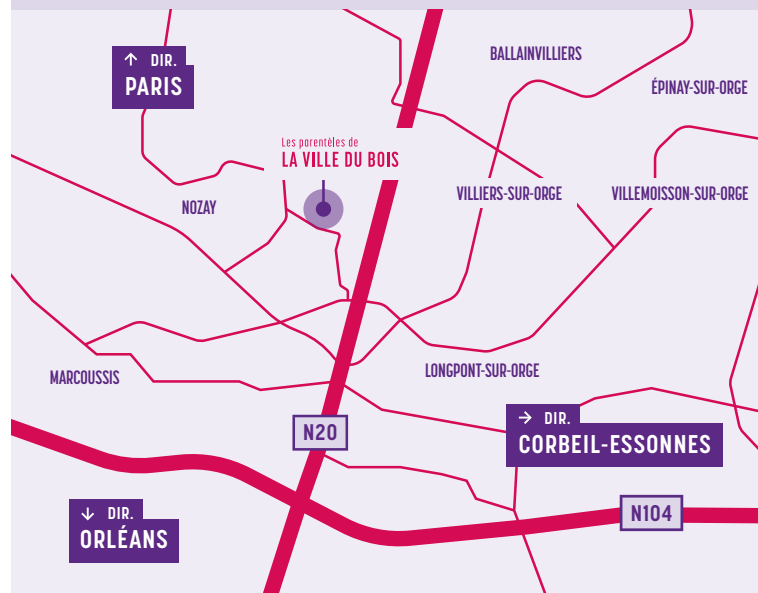 ↑ DIR.
PARIS
BALLAINVILLIERS
ÉPINAY-SUR-ORGE
Les parentèles de
LA VILLE DU BOIS
NOZAY
VILLIERS-SUR-ORGE
VILLEMOISSON-SUR-ORGE
MARCOUSSIS
LONGPONT-SUR-ORGE
N20
→ DIR.
CORBEIL-ESSONNES
↓ DIR.
ORLÉANS
N104